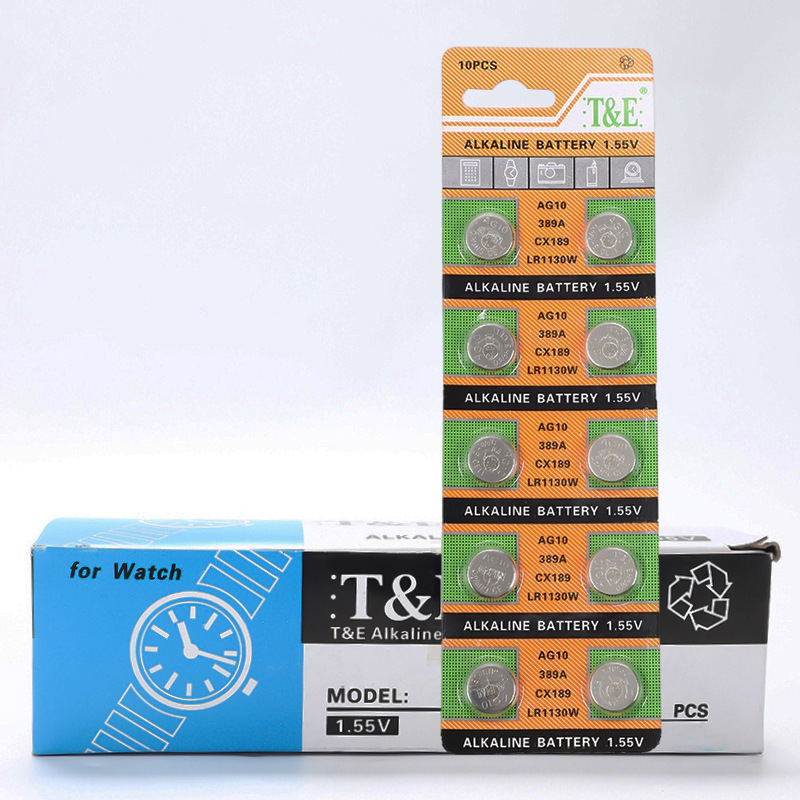 10PCS
T&E®
ALKALINE BATTERY 1.55V
AG10
389A
CX189
LR1130W
ALKALINE BATTERY 1.55V
AG10
389A
CX189
LR1130W
ALKALINE BATTERY 1.55V
AG10
389A
CX189
LR1130W
ALKALINE BATTERY 1.55V
AG10
389A
CX189
LR1130W
ALKALINE BATTERY 1.55V
AG10
389A
CX189
LR1130W
ALKALINE BATTERY 1.55V
for Watch
T&E
T&E Alkaline
MODEL:
1.55V
PCS